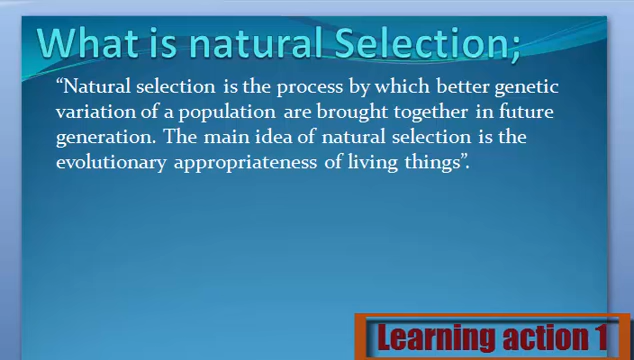 What is natural Selection;
“Natural selection is the process by which better genetic
variation of a population are brought together in future
generation. The main idea of natural selection is the
evolutionary appropriateness of living things”.
Learning action 1